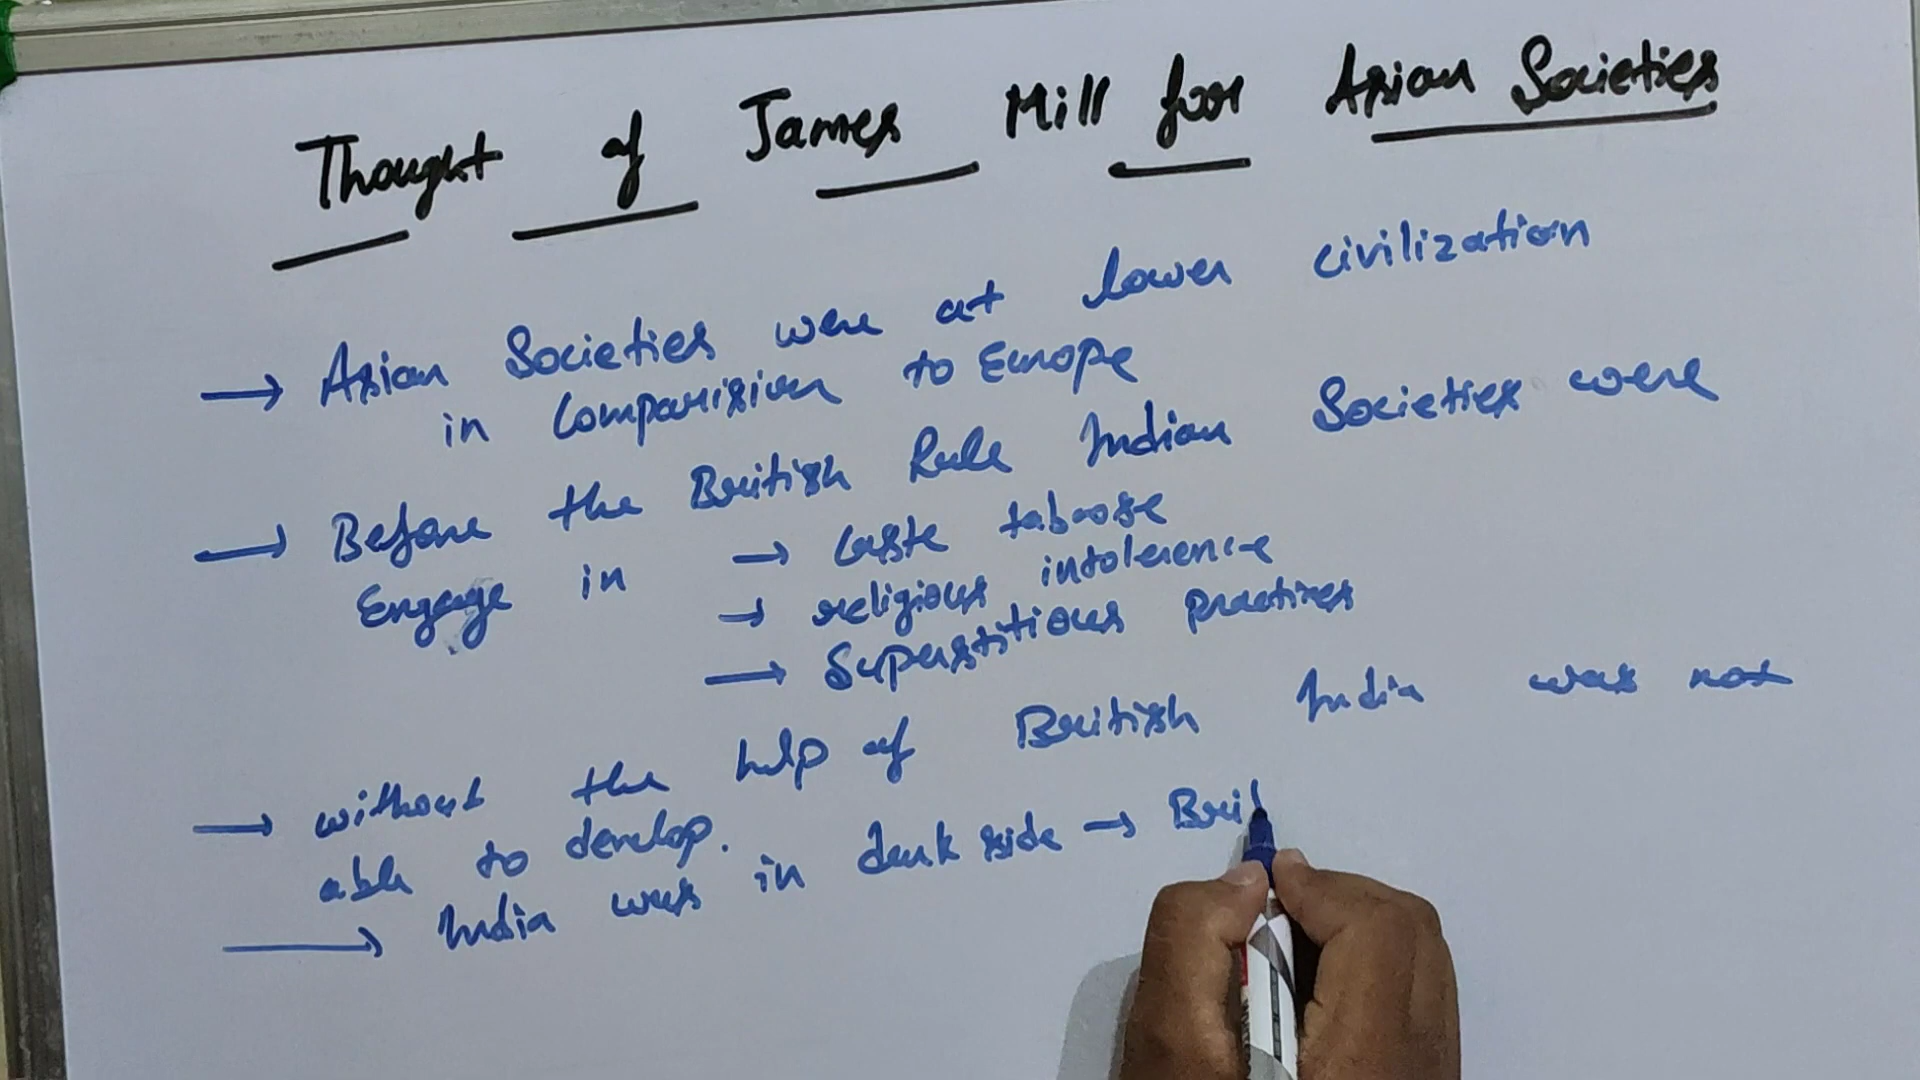 Thought of James Mill for Asian Societies
→ Asian Societies were at lower civilization
in Comparision to Europe
→ Before the British Rule Indian Societies were
Engage in → Caste taboose
→ religious intolerence
→ Superstitious practices
→ without the help of British India was not
able to develop.
→ India was in dark side → Brit